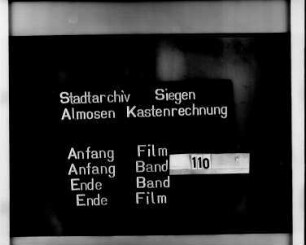 Stadtarchiv Siegen
Almosen Kastenrechnung
Anfang Film
Anfang Band 110
Ende Band
Ende Film